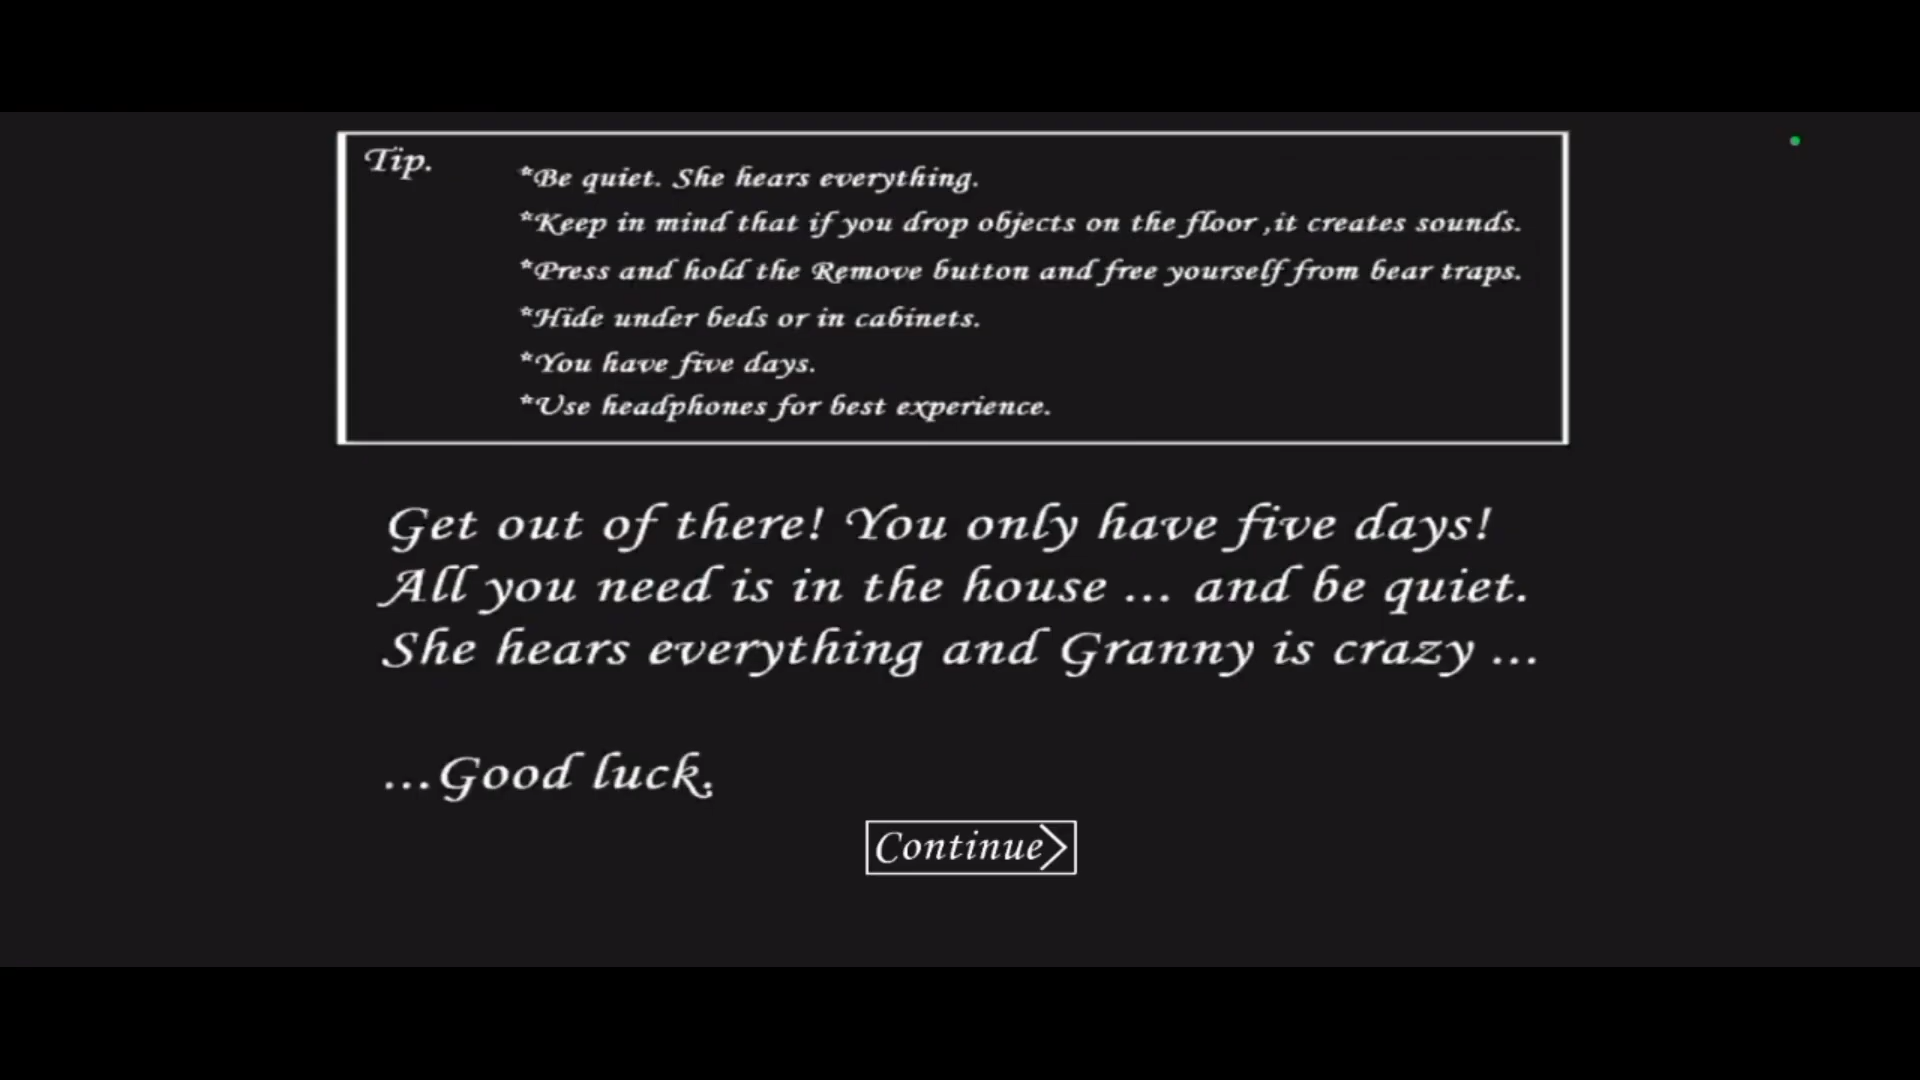 Tip.
*Be quiet. She hears everything.
*Keep in mind that if you drop objects on the floor ,it creates sounds.
*Press and hold the Remove button and free yourself from bear traps.
*Hide under beds or in cabinets.
*You have five days.
*Use headphones for best experience.
Get out of there! You only have five days!
All you need is in the house ... and be quiet.
She hears everything and Granny is crazy ...
...Good luck.
Continue